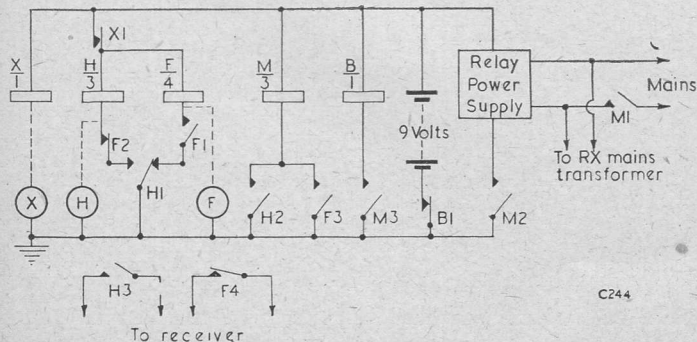 X1
X/1
H/3
F/4
M/3
B/1
Relay
Power
Supply
Mains
9 Volts
M1
F2
F1
To RX mains
transformer
X
H
H1
F
H2
F3
M3
B1
M2
H3
F4
C244
To receiver